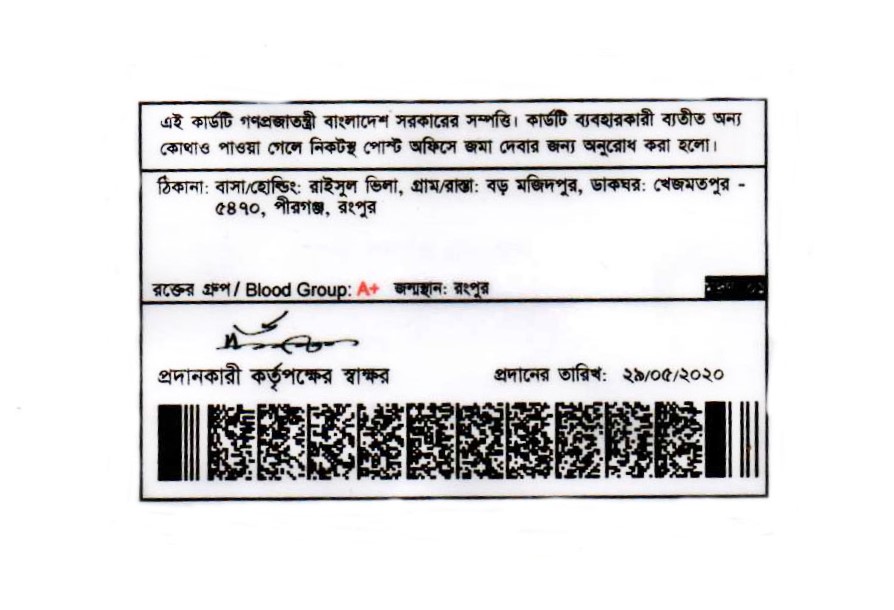 এই কার্ডটি গণপ্রজাতন্ত্রী বাংলাদেশ সরকারের সম্পত্তি। কার্ডটি ব্যবহারকারী ব্যতীত অন্য
কোথাও পাওয়া গেলে নিকটস্থ পোস্ট অফিসে জমা দেবার জন্য অনুরোধ করা হলো।
ঠিকানা: বাসা/হোল্ডিং: রাইসুল ভিলা, গ্রাম/রাস্তা: বড় মজিদপুর, ডাকঘর: খেজমতপুর -
৫৪৭০, পীরগঞ্জ, রংপুর
রক্তের গ্রুপ / Blood Group: A+ জন্মস্থান: রংপুর
প্রদানকারী কর্তৃপক্ষের স্বাক্ষর প্রদানের তারিখ: ২৯/০৫/২০২০